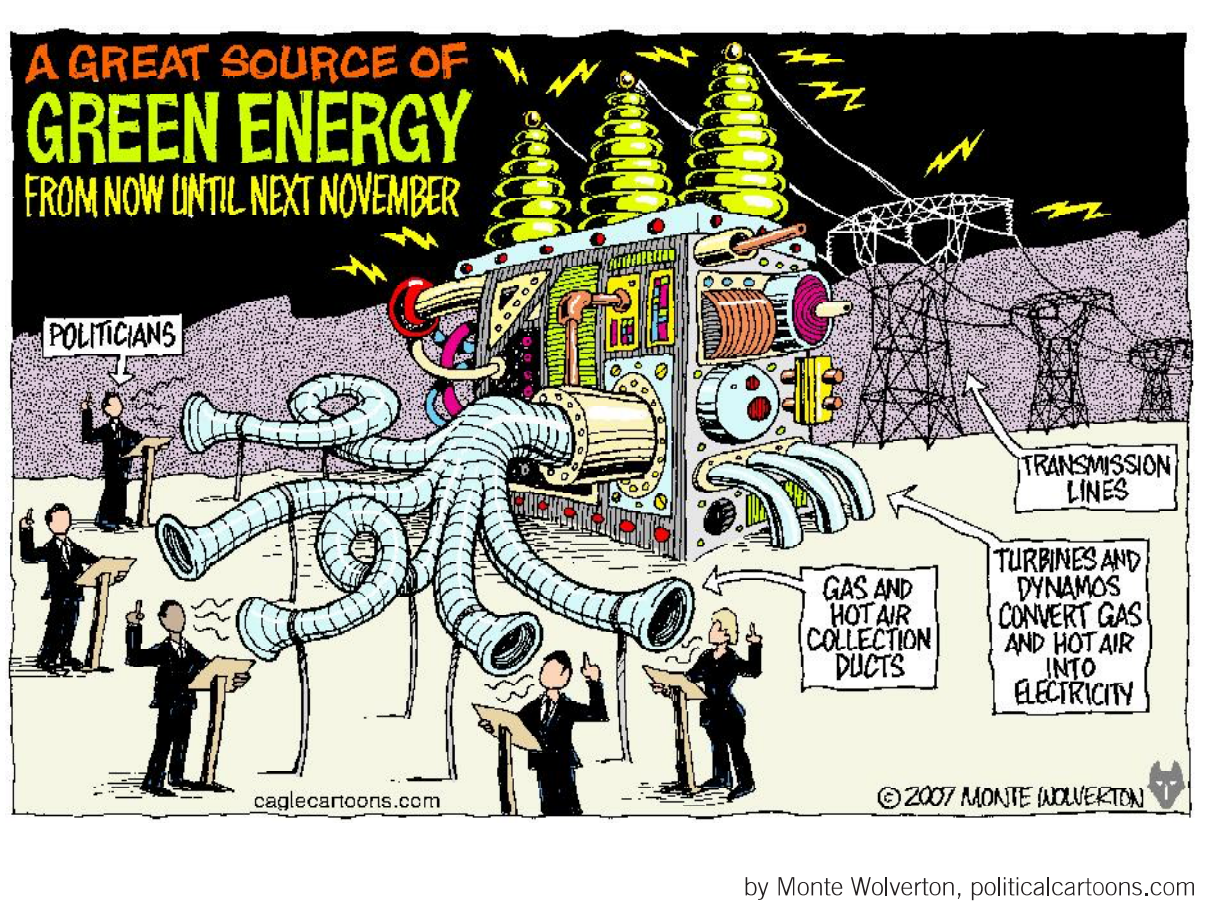 A GREAT SOURCE OF
GREEN ENERGY
FROM NOW UNTIL NEXT NOVEMBER
POLITICIANS
TRANSMISSION
LINES
GAS AND
HOT AIR
COLLECTION
DUCTS
TURBINES AND
DYNAMOS
CONVERT GAS
AND HOT AIR
INTO
ELECTRICITY
caglecartoons.com
© 2007 MONTE WOLVERTON
by Monte Wolverton, politicalcartoons.com